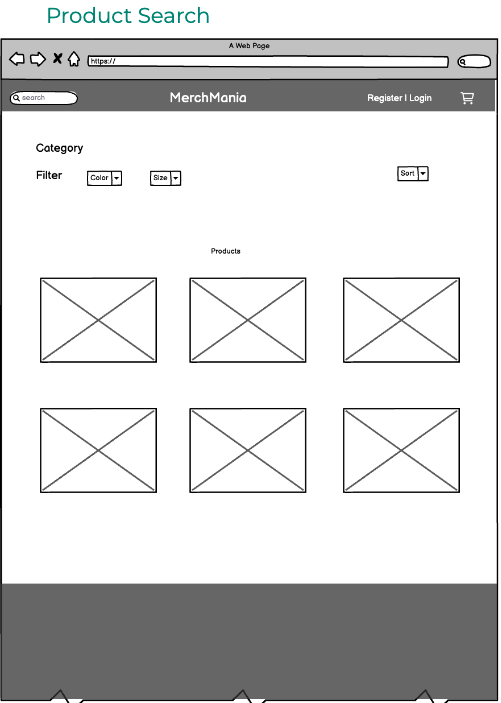 Product Search
A Web Page
https://
search
MerchMania
Register | Login
Category
Filter
Color
Size
Sort
Products